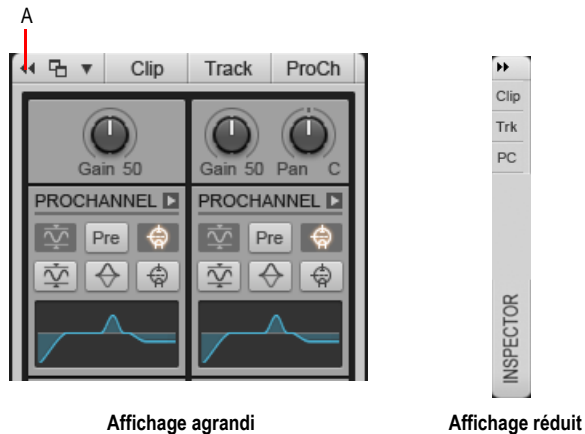 A
Clip Track ProCh
Gain 50 Gain 50 Pan C
PROCHANNEL PROCHANNEL
Pre Pre
Clip
Trk
PC
INSPECTOR
Affichage agrandi Affichage réduit